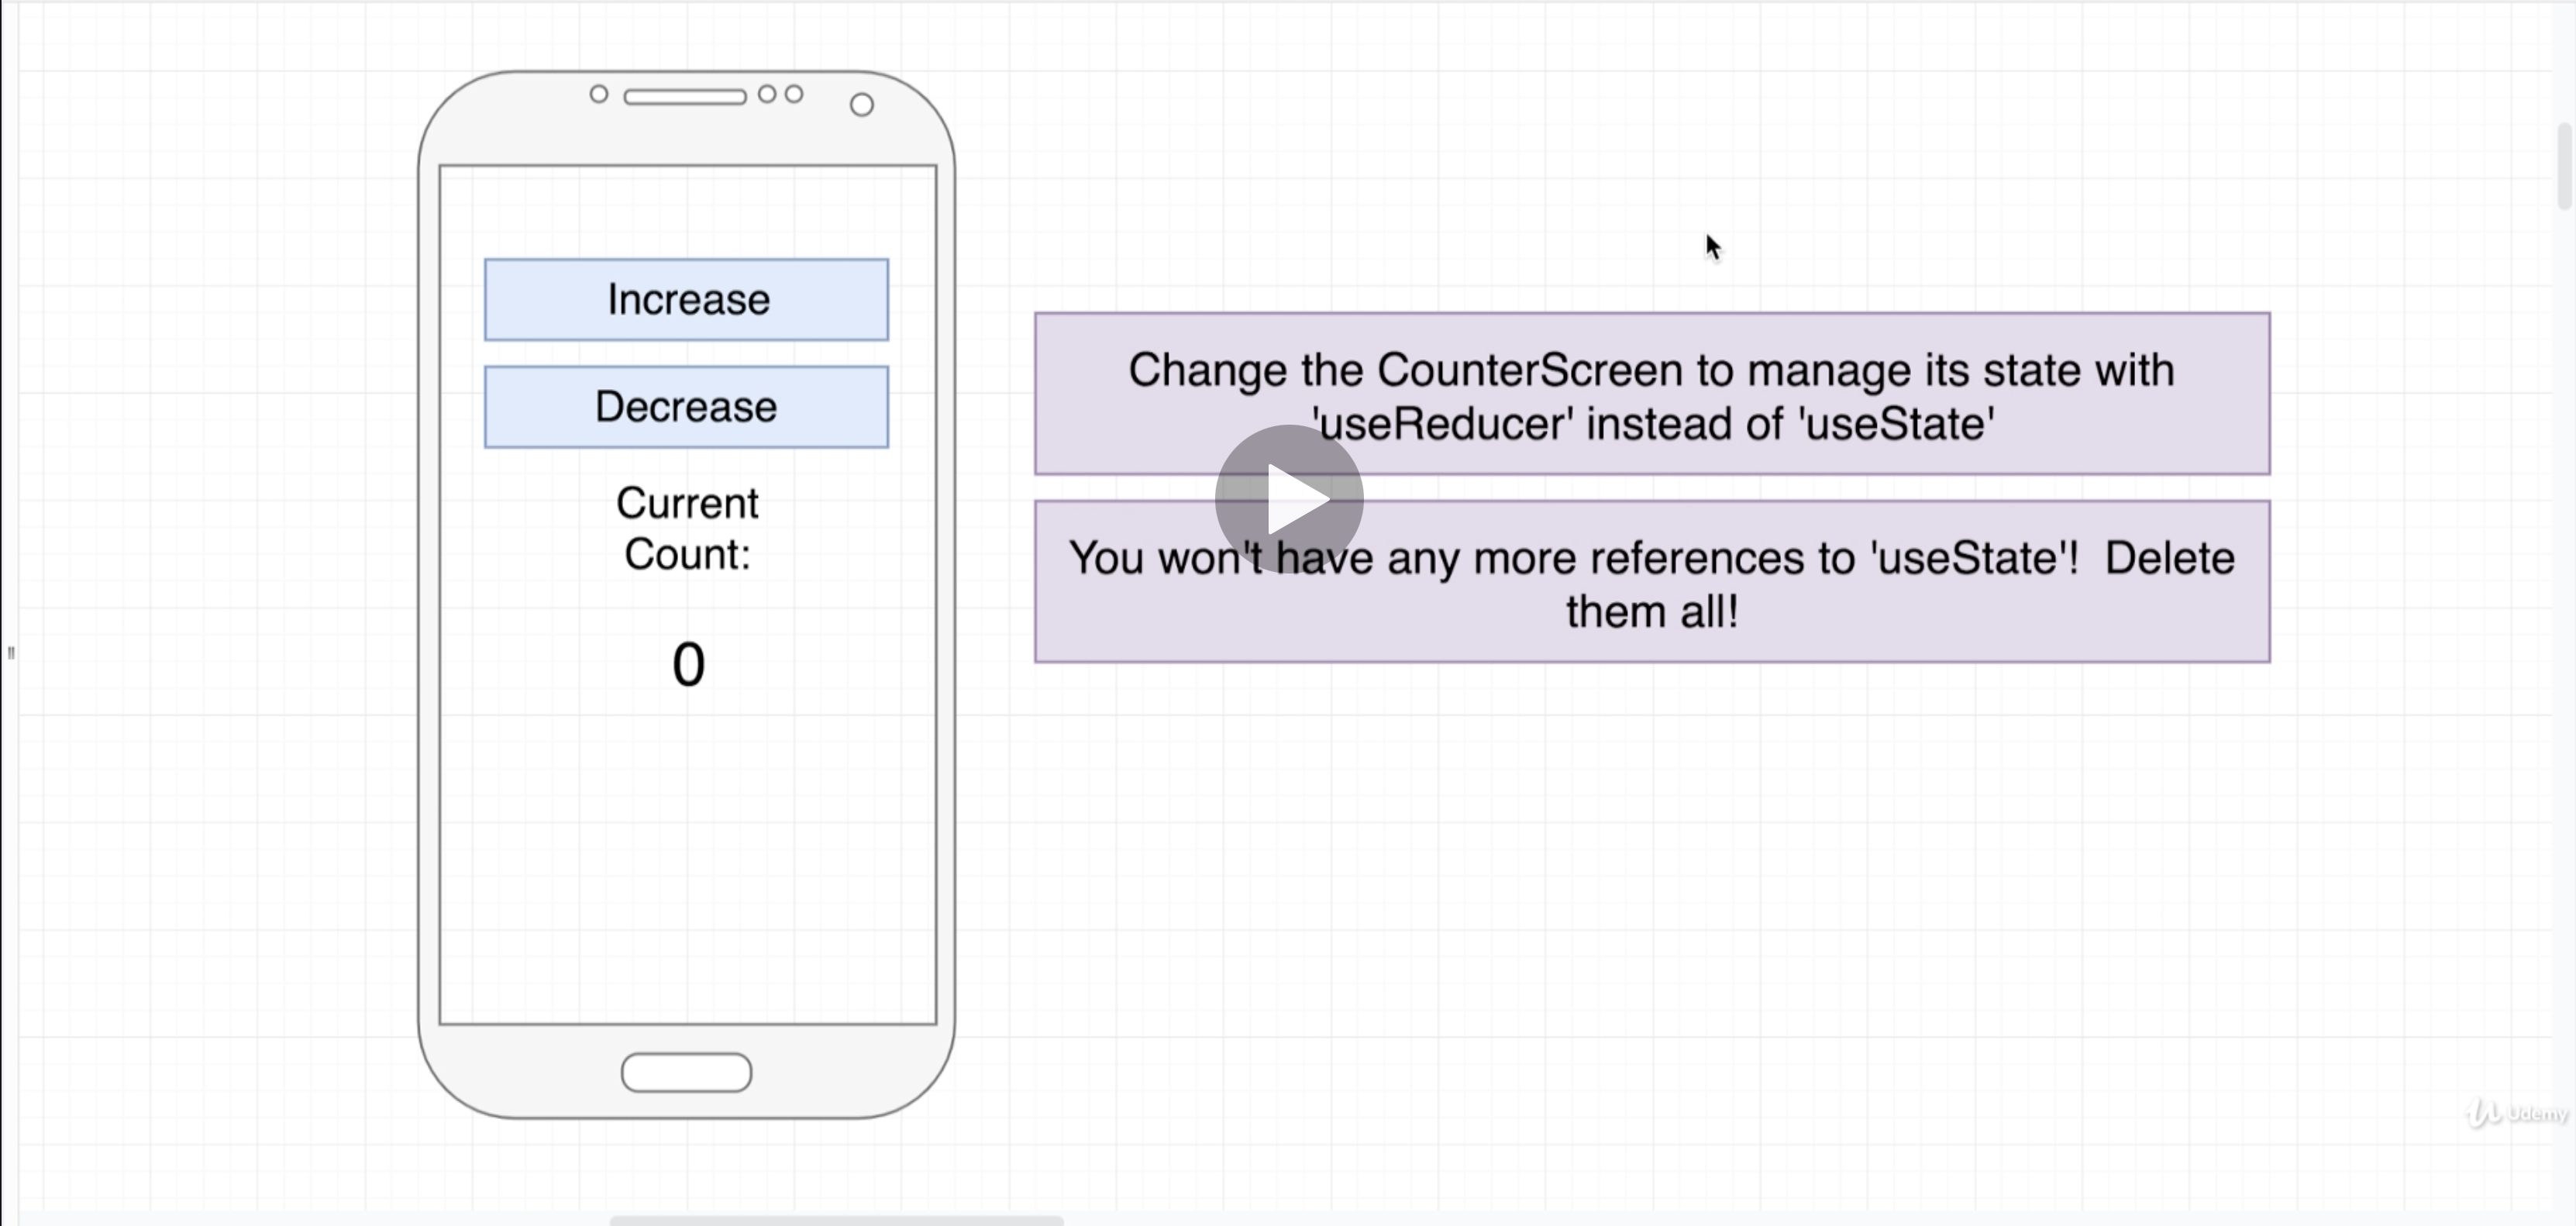 Increase
Decrease
Current
Count:
0
Change the CounterScreen to manage its state with
'useReducer' instead of 'useState'
You won't have any more references to 'useState'!  Delete
them all!
Udemy